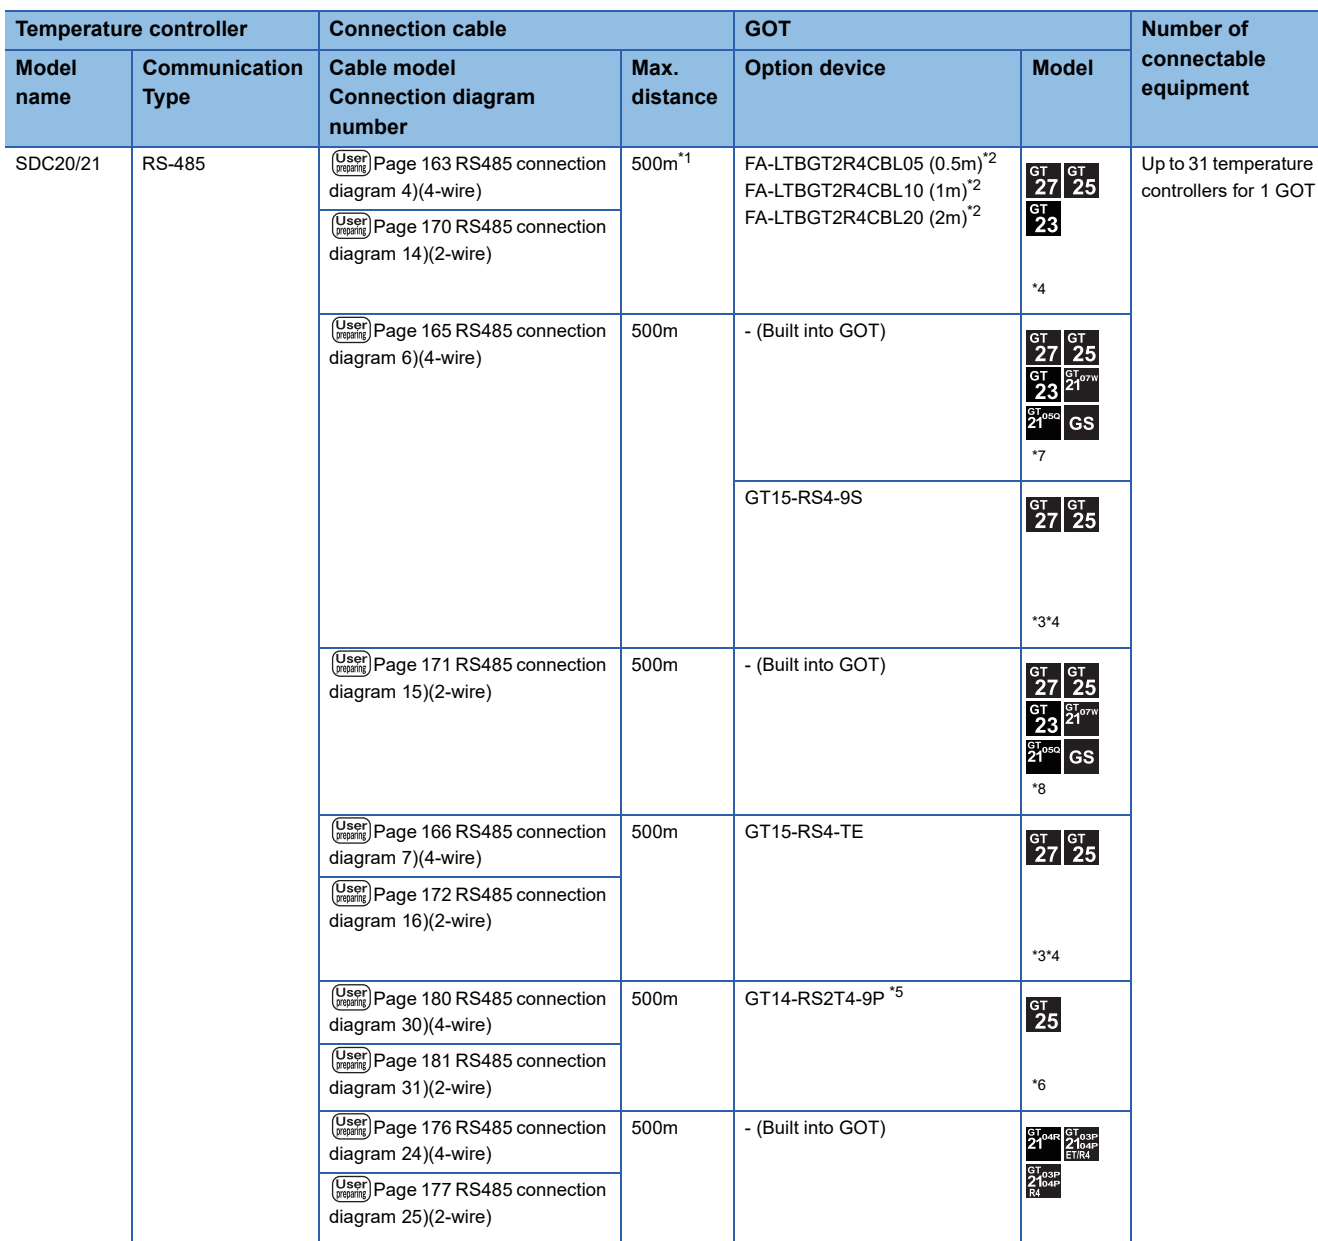 Temperature controller Connection cable GOT Number of connectable equipment
Model name Communication Type Cable model Connection diagram number Max. distance Option device Model
SDC20/21 RS-485
User preparing Page 163 RS485 connection
diagram 4)(4-wire)
500m*1
FA-LTBGT2R4CBL05 (0.5m)*2
FA-LTBGT2R4CBL10 (1m)*2
FA-LTBGT2R4CBL20 (2m)*2
GT 27 GT 25
GT 23
*4
Up to 31 temperature
controllers for 1 GOT
User preparing Page 170 RS485 connection
diagram 14)(2-wire)
User preparing Page 165 RS485 connection
diagram 6)(4-wire)
500m
- (Built into GOT)
GT 27 GT 25
GT 23 GT 21 07W
GT 21 05Q GS
*7
GT15-RS4-9S
GT 27 GT 25
*3*4
User preparing Page 171 RS485 connection
diagram 15)(2-wire)
500m
- (Built into GOT)
GT 27 GT 25
GT 23 GT 21 07W
GT 21 05Q GS
*8
User preparing Page 166 RS485 connection
diagram 7)(4-wire)
500m
GT15-RS4-TE
GT 27 GT 25
*3*4
User preparing Page 172 RS485 connection
diagram 16)(2-wire)
User preparing Page 180 RS485 connection
diagram 30)(4-wire)
500m
GT14-RS2T4-9P *5
GT 25
*6
User preparing Page 181 RS485 connection
diagram 31)(2-wire)
User preparing Page 176 RS485 connection
diagram 24)(4-wire)
500m
- (Built into GOT)
GT 21 04R GT 21 03P 04P ET/R4
GT 21 03P 04P R4
User preparing Page 177 RS485 connection
diagram 25)(2-wire)